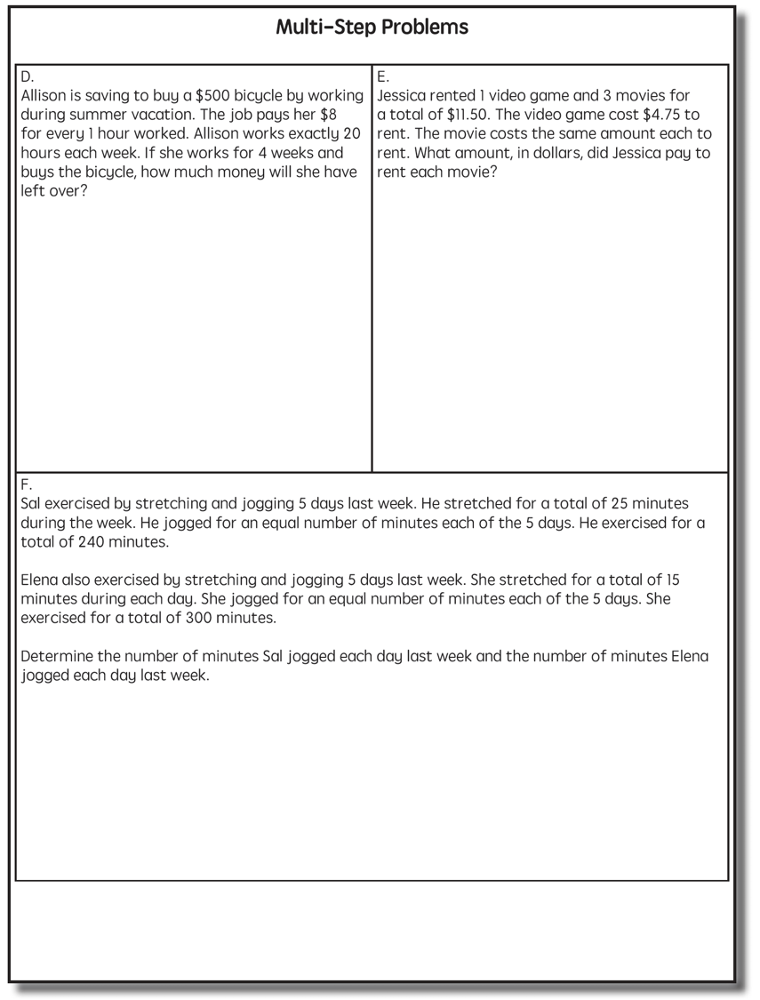 Multi-Step Problems
D.
Allison is saving to buy a $500 bicycle by working
during summer vacation. The job pays her $8
for every 1 hour worked. Allison works exactly 20
hours each week. If she works for 4 weeks and
buys the bicycle, how much money will she have
left over?
E.
Jessica rented 1 video game and 3 movies for
a total of $11.50. The video game cost $4.75 to
rent. The movie costs the same amount each to
rent. What amount, in dollars, did Jessica pay to
rent each movie?
F.
Sal exercised by stretching and jogging 5 days last week. He stretched for a total of 25 minutes
during the week. He jogged for an equal number of minutes each of the 5 days. He exercised for a
total of 240 minutes.
Elena also exercised by stretching and jogging 5 days last week. She stretched for a total of 15
minutes during each day. She jogged for an equal number of minutes each of the 5 days. She
exercised for a total of 300 minutes.
Determine the number of minutes Sal jogged each day last week and the number of minutes Elena
jogged each day last week.